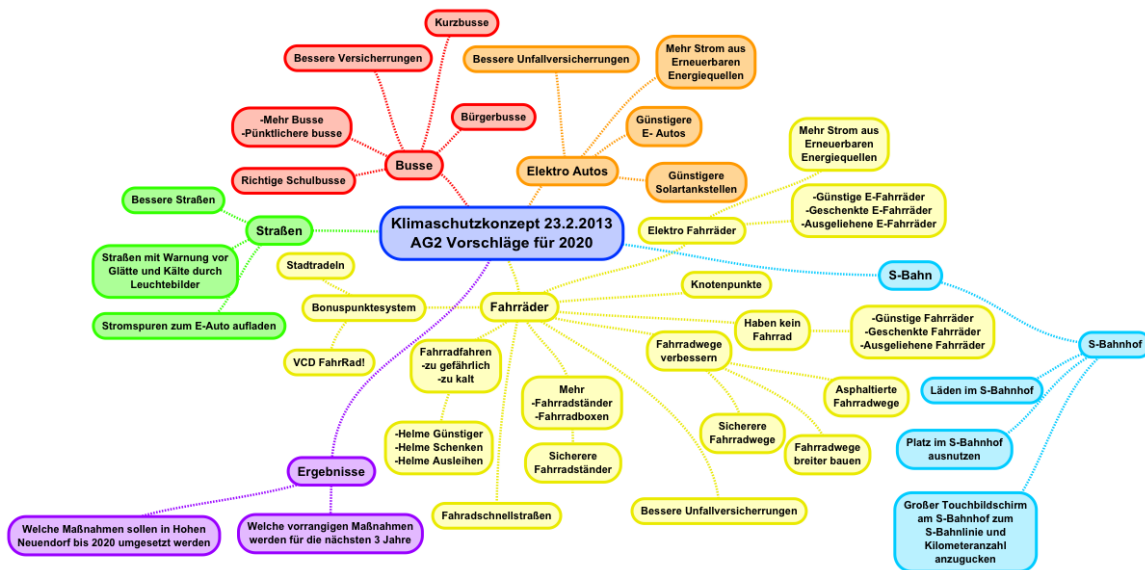 Kurzbusse
Bessere Versicherrungen
-Mehr Busse
-Pünktlichere busse
Bürgerbusse
Richtige Schulbusse
Busse
Bessere Unfallversicherrungen
Mehr Strom aus
Erneuerbaren
Energiequellen
Günstigere
E- Autos
Elektro Autos
Günstigere
Solartankstellen
Mehr Strom aus
Erneuerbaren
Energiequellen
-Günstige E-Fahrräder
-Geschenkte E-Fahrräder
-Ausgeliehene E-Fahrräder
Elektro Fahrräder
Klimaschutzkonzept 23.2.2013
AG2 Vorschläge für 2020
Bessere Straßen
Straßen
Straßen mit Warnung vor
Glätte und Kälte durch
Leuchtebilder
Stromspuren zum E-Auto aufladen
Stadtradeln
Bonuspunktesystem
VCD FahrRad!
Fahrräder
Knotenpunkte
Haben kein
Fahrrad
-Günstige Fahrräder
-Geschenkte Fahrräder
-Ausgeliehene Fahrräder
Fahrradfahren
-zu gefährlich
-zu kalt
-Helme Günstiger
-Helme Schenken
-Helme Ausleihen
Mehr
-Fahrradständer
-Fahrradboxen
Sicherere
Fahrradständer
Fahrradwege
verbessern
Sicherere
Fahrradwege
Fahrradwege
breiter bauen
Asphaltierte
Fahrradwege
Fahradschnellstraßen
Bessere Unfallversicherrungen
S-Bahn
S-Bahnhof
Läden im S-Bahnhof
Platz im S-Bahnhof
ausnutzen
Großer Touchbildschirm
am S-Bahnhof zum
S-Bahnlinie und
Kilometeranzahl
anzugucken
Ergebnisse
Welche Maßnahmen sollen in Hohen
Neuendorf bis 2020 umgesetzt werden
Welche vorrangigen Maßnahmen
werden für die nächsten 3 Jahre